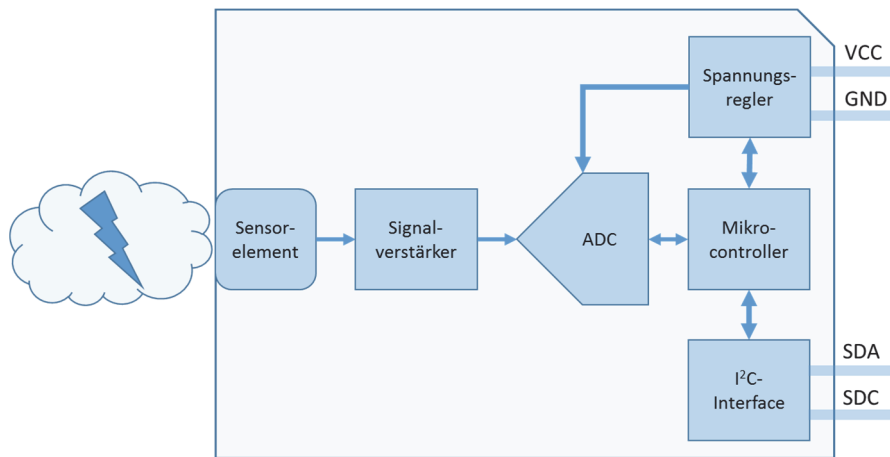 VCC
Spannungs-
regler
GND
Sensor-
element
Signal-
verstärker
ADC
Mikro-
controller
SDA
I²C-
Interface
SDC